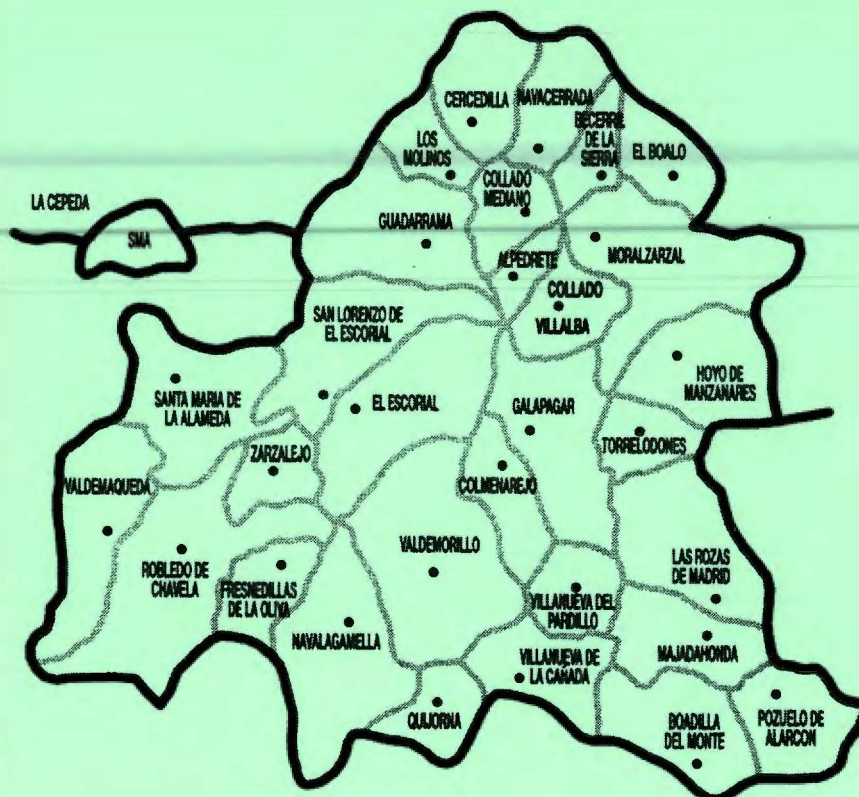 CERCEDILLA
NAVACERRADA
BECERRIL
DE LA
SIERRA
EL BOALO
LOS
MOLINOS
COLLADO
MEDIANO
LA CEPEDA
SMA
GUADARRAMA
MORALZARZAL
ALPEDRETE
COLLADO
VILLALBA
SAN LORENZO DE
EL ESCORIAL
HOYO DE
MANZANARES
SANTA MARIA DE
LA ALAMEDA
EL ESCORIAL
GALAPAGAR
TORRELODONES
ZARZALEJO
COLMENAREJO
VALDEMAQUEDA
VALDEMORILLO
ROBLEDO DE
CHAVELA
FRESNEDILLAS
DE LA OLIVA
LAS ROZAS
DE MADRID
VILLANUEVA DEL
PARDILLO
NAVALAGAMELLA
MAJADAHONDA
VILLANUEVA DE
LA CAÑADA
QUIJORNA
BOADILLA
DEL MONTE
POZUELO DE
ALARCON